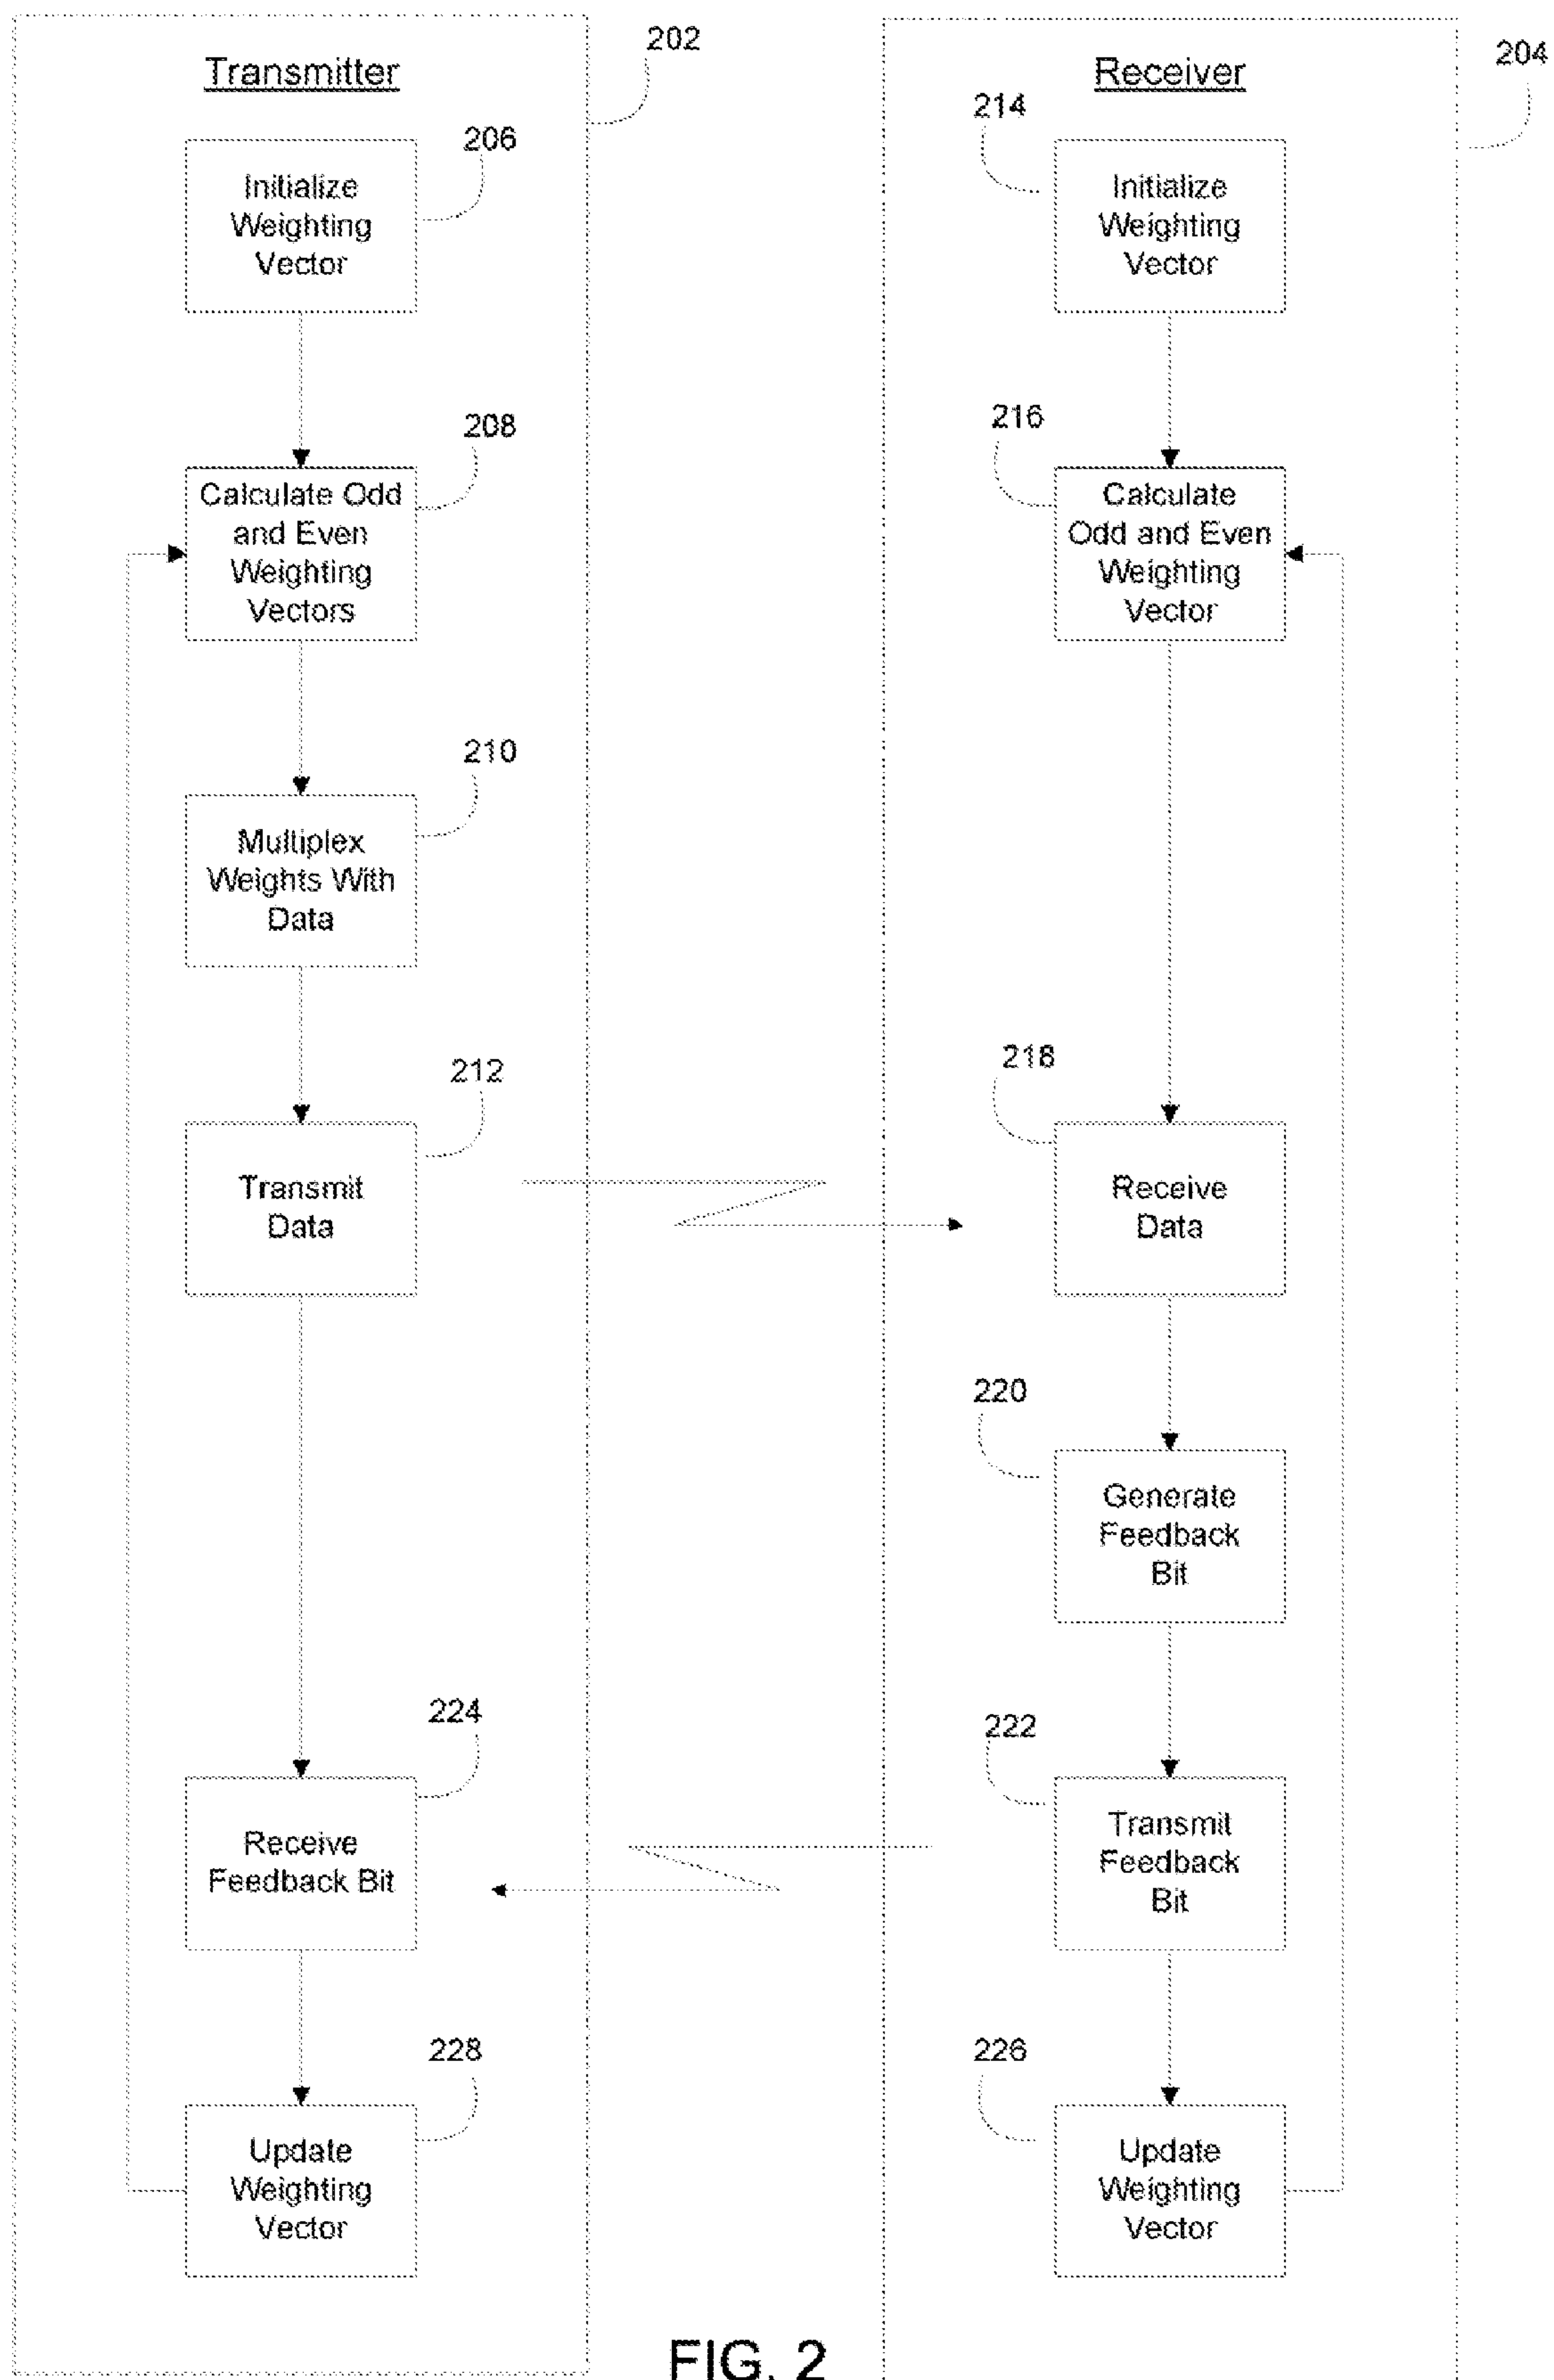 Transmitter
202
206
Initialize
Weighting
Vector
208
Calculate Odd
and Even
Weighting
Vectors
210
Multiplex
Weights With
Data
212
Transmit
Data
224
Receive
Feedback Bit
228
Update
Weighting
Vector
Receiver
204
214
Initialize
Weighting
Vector
216
Calculate
Odd and Even
Weighting
Vector
218
Receive
Data
220
Generate
Feedback
Bit
222
Transmit
Feedback
Bit
226
Update
Weighting
Vector
FIG. 2